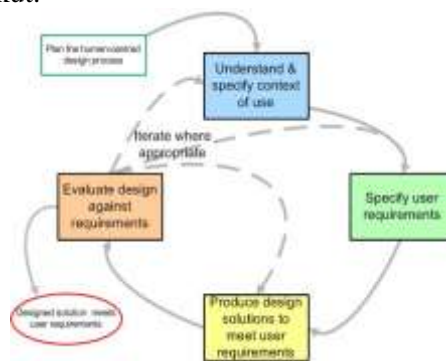 Plan the human-centred
design process
Understand &
specify context
of use
Iterate where
appropriate
Evaluate design
against
requirements
Specify user
requirements
Designed solution meets
user requirements
Produce design
solutions to
meet user
requirements